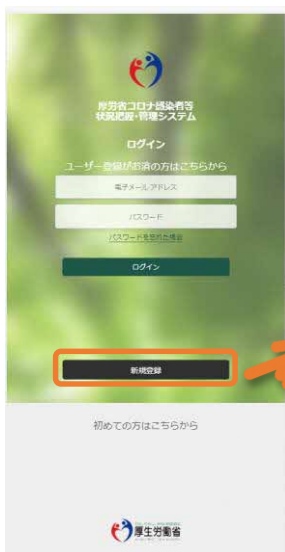 厚労省コロナ感染者等
状況把握・管理システム
ログイン
ユーザー登録がお済の方はこちらから
電子メールアドレス
パスワード
パスワードを忘れた場合
ログイン
新規登録
初めての方はこちらから
厚生労働省